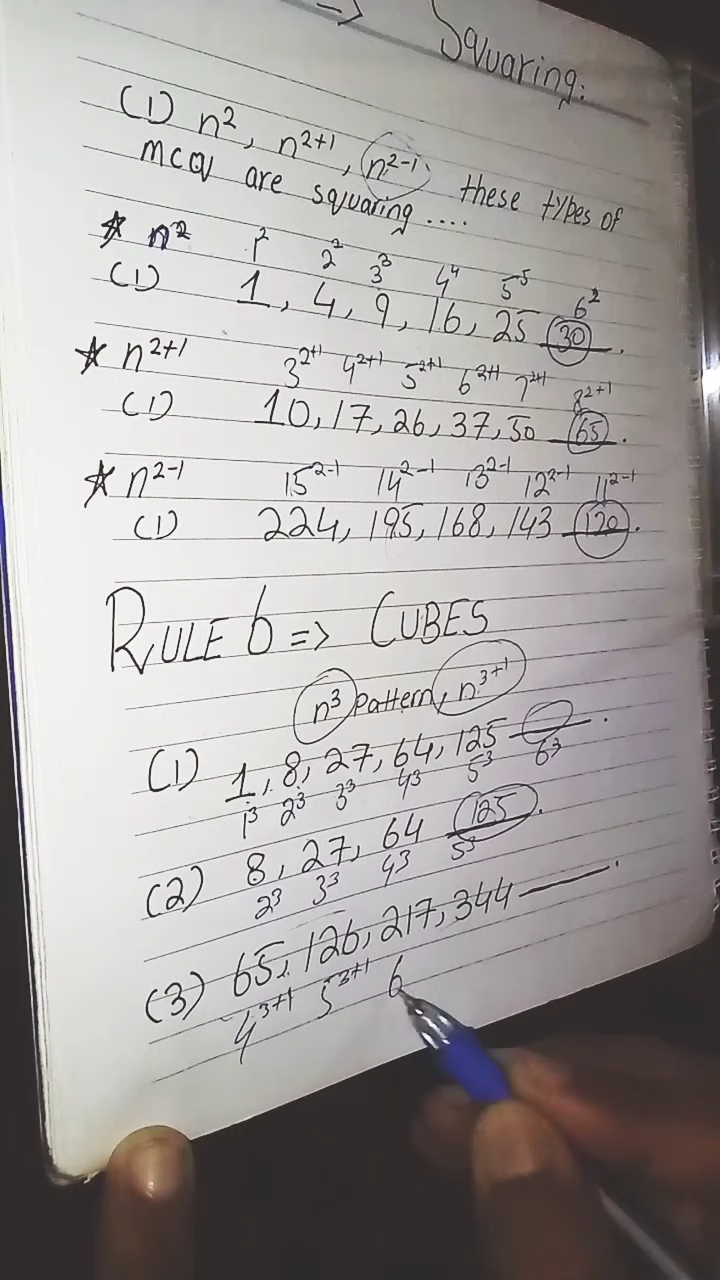 => Squaring:
(1) n², n²⁺¹, n²⁻¹ these types of
mcq are squaring ....
* n² 1² 2² 3³ 4⁴ 5⁵ 6²
(1) 1, 4, 9, 16, 25 30.
* n²⁺¹ 3²⁺¹ 4²⁺¹ 5²⁺¹ 6²⁺¹ 7²⁺¹ 8²⁺¹
(1) 10, 17, 26, 37, 50 65.
* n²⁻¹ 15²⁻¹ 14²⁻¹ 13²⁻¹ 12²⁻¹ 11²⁻¹
(1) 224, 195, 168, 143 120.
RULE 6 => CUBES
n³ Pattern, n³⁺¹
(1) 1, 8, 27, 64, 125 ____.
1³ 2³ 3³ 4³ 5³ 6³
(2) 8, 27, 64 125.
2³ 3³ 4³ 5³
(3) 65, 126, 217, 344 ____.
4³⁺¹ 5³⁺¹ 6